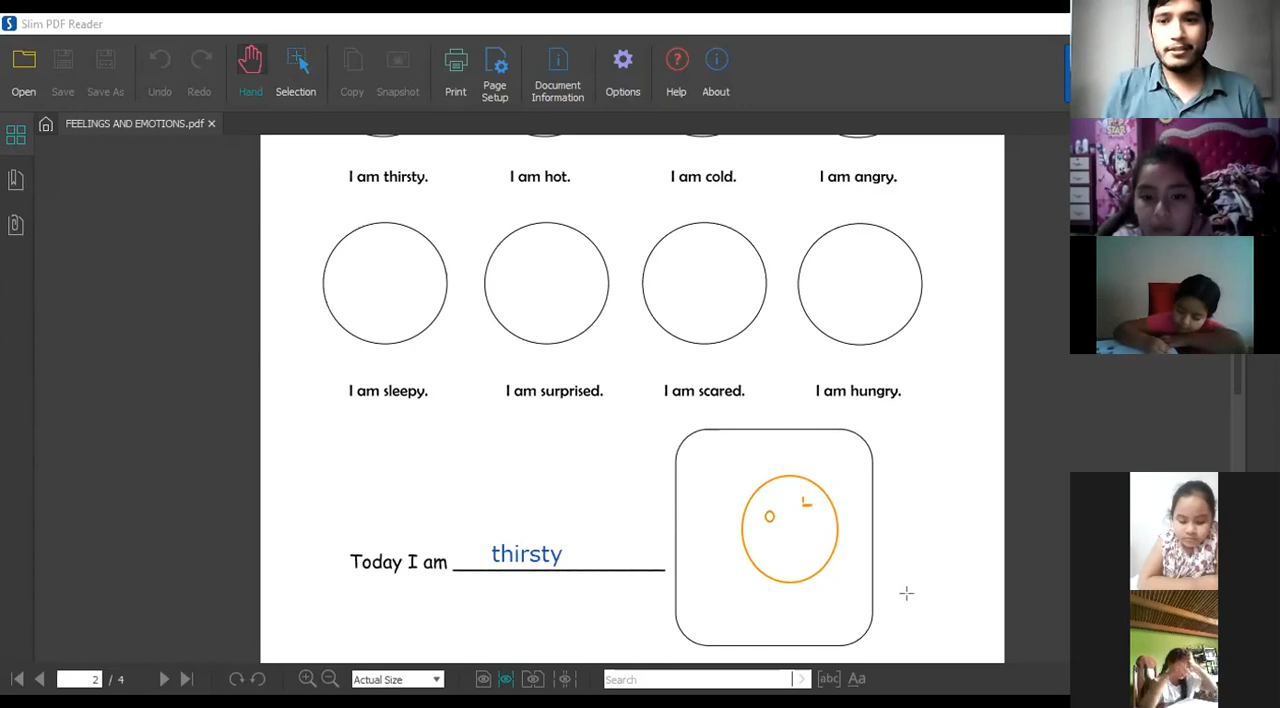 Slim PDF Reader
Open Save Save As Undo Redo Hand Selection Copy Snapshot Print Page Setup Document Information Options Help About
FEELINGS AND EMOTIONS.pdf
I am thirsty. I am hot. I am cold. I am angry.
I am sleepy. I am surprised. I am scared. I am hungry.
Today I am thirsty
2 / 4 Actual Size Search abc Aa